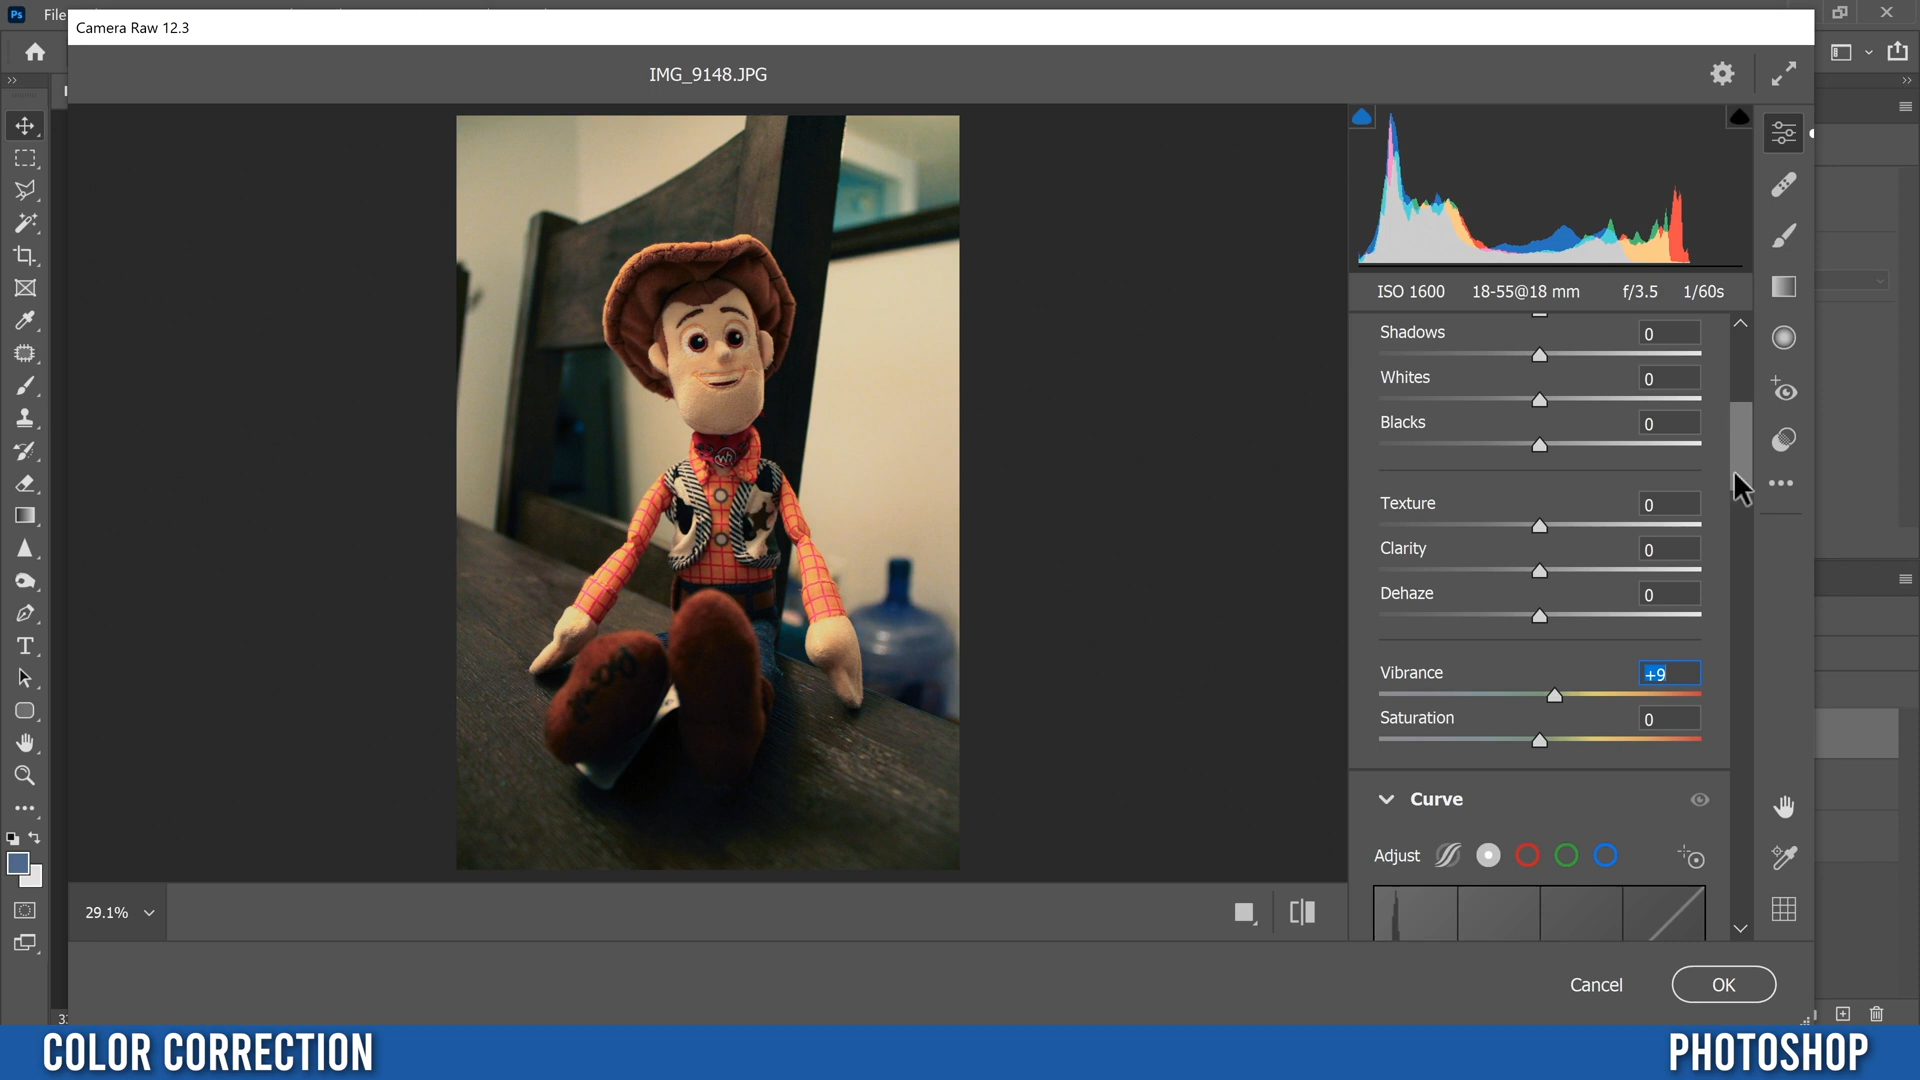 Ps File
Camera Raw 12.3
IMG_9148.JPG
ISO 1600 18-55@18 mm f/3.5 1/60s
Shadows 0
Whites 0
Blacks 0
Texture 0
Clarity 0
Dehaze 0
Vibrance +9
Saturation 0
Curve
Adjust
29.1%
Cancel OK
COLOR CORRECTION PHOTOSHOP